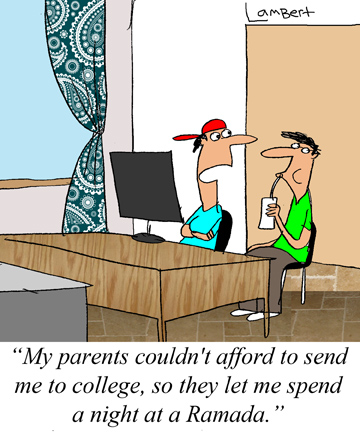 Lambert
“My parents couldn't afford to send
me to college, so they let me spend
a night at a Ramada.”